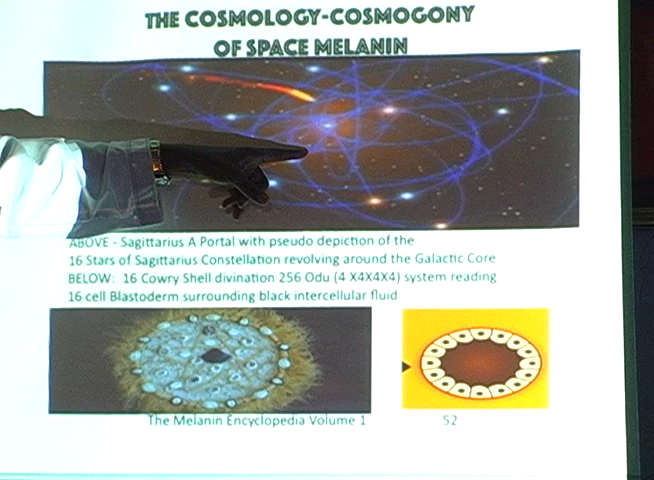 THE COSMOLOGY-COSMOGONY
OF SPACE MELANIN
ABOVE - Sagittarius A Portal with pseudo depiction of the
16 Stars of Sagittarius Constellation revolving around the Galactic Core
BELOW: 16 Cowry Shell divination 256 Odu (4 X4X4X4) system reading
16 cell Blastoderm surrounding black intercellular fluid
The Melanin Encyclopedia Volume 1 52